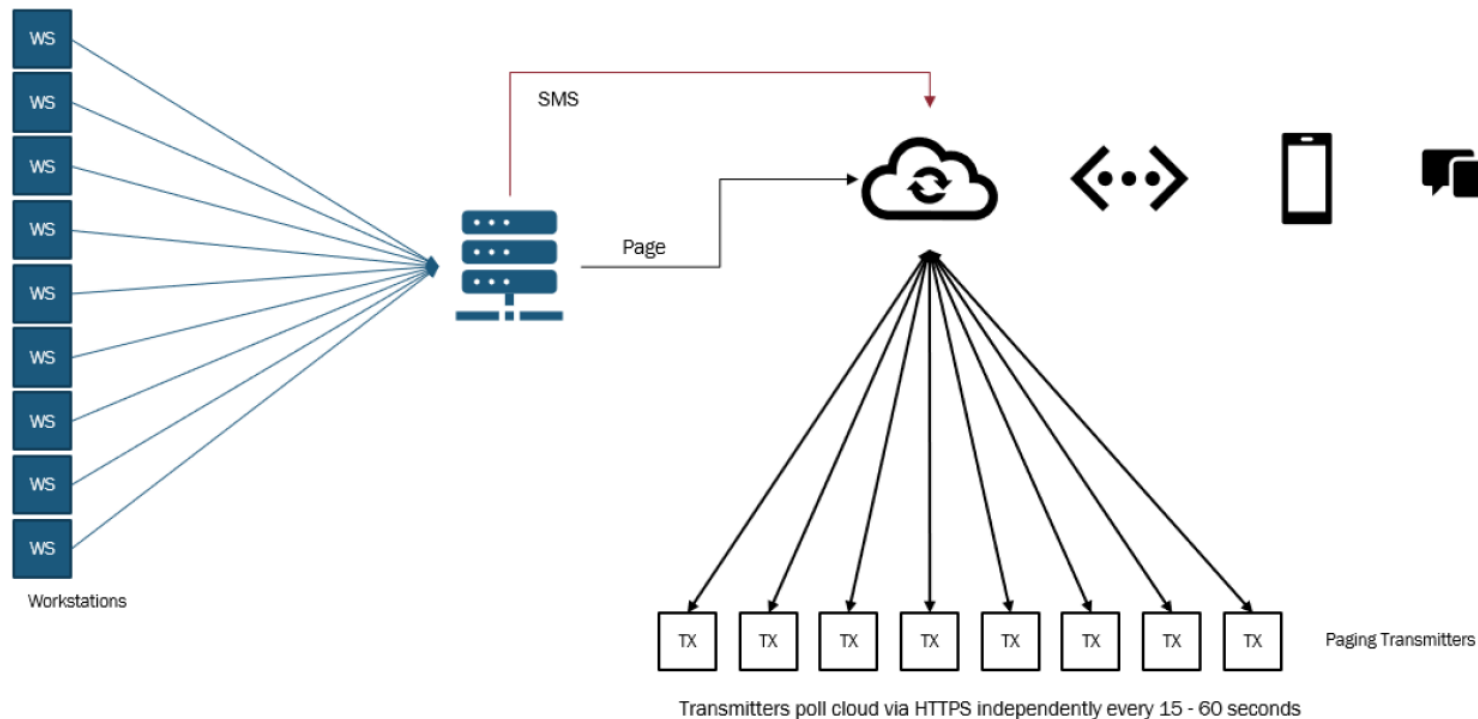 WS
WS
WS
WS
WS
WS
WS
WS
WS
Workstations
SMS
Page
TX
TX
TX
TX
TX
TX
TX
TX
Paging Transmitters
Transmitters poll cloud via HTTPS independently every 15 - 60 seconds